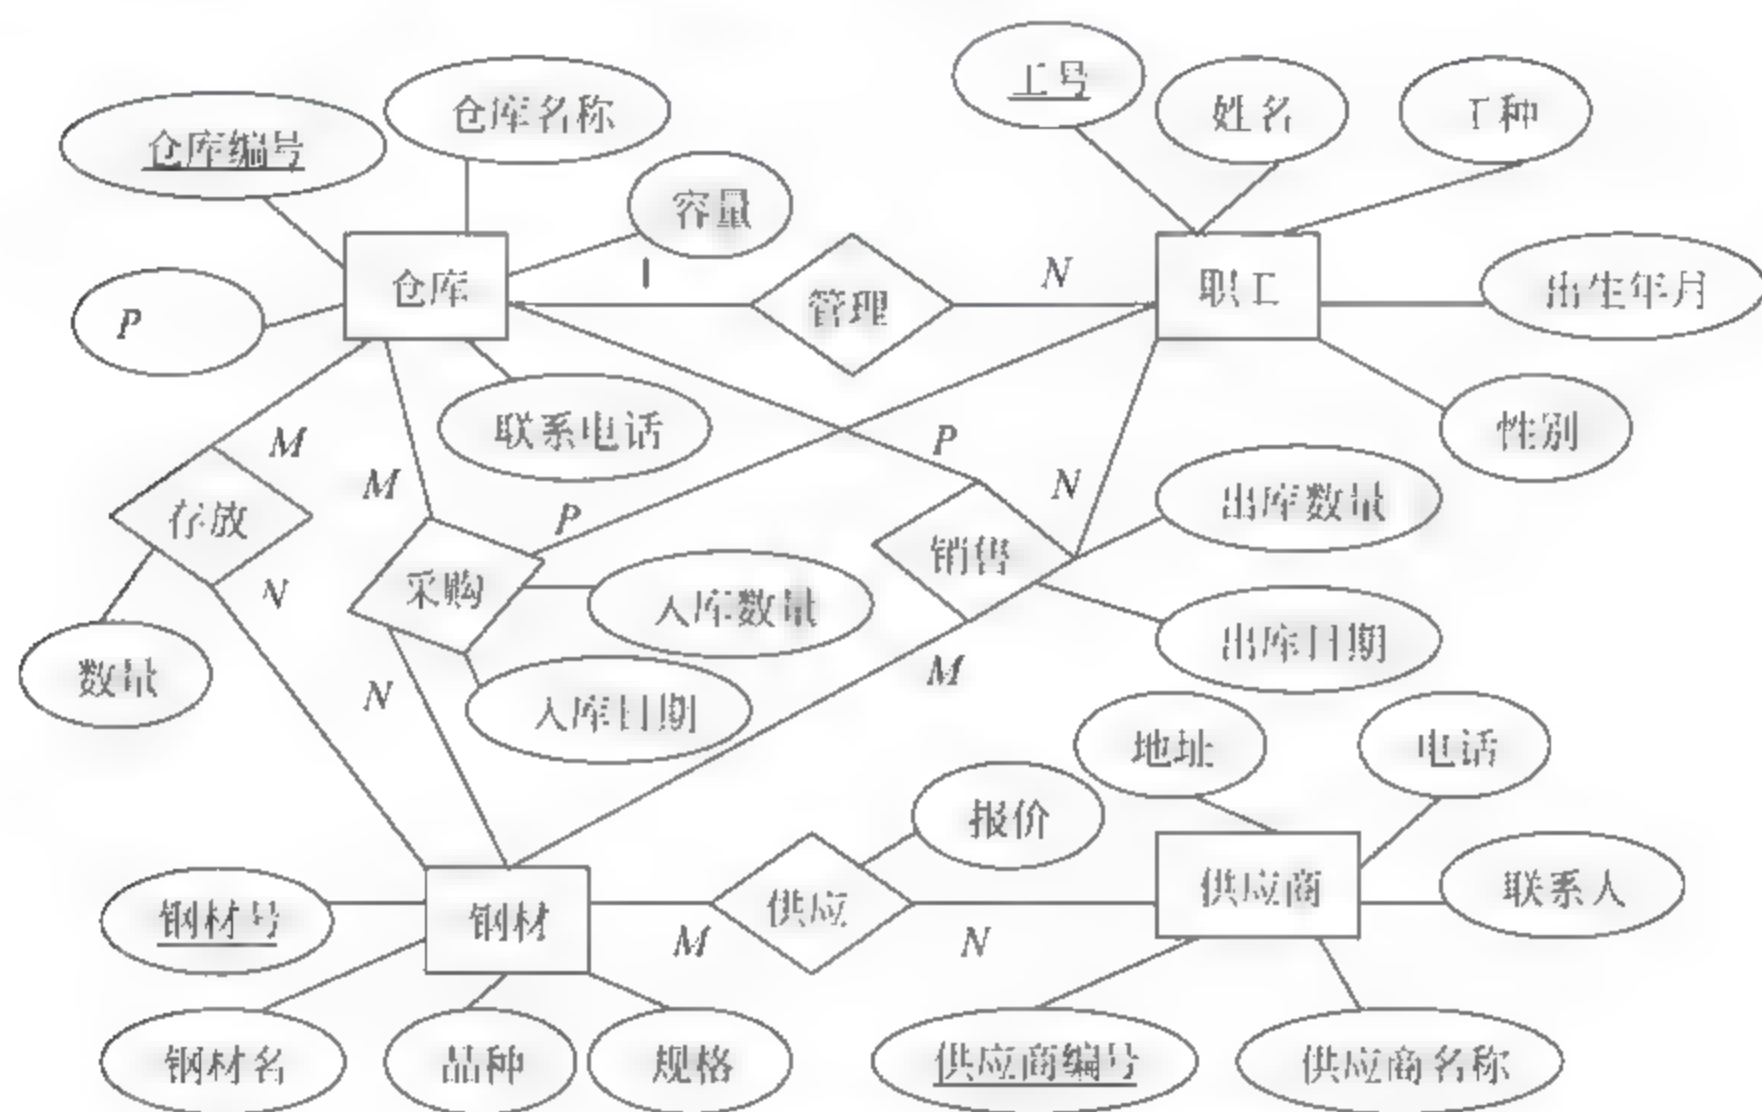 工号
姓名
工种
仓库名称
仓库编号
容量
仓库
1
管理
N
职工
出生年月
P
联系电话
性别
M
M
P
P
N
存放
采购
销售
出库数量
N
入库数量
出库日期
数量
N
入库日期
M
地址
电话
报价
钢材号
钢材
M
供应
N
供应商
联系人
钢材名
品种
规格
供应商编号
供应商名称